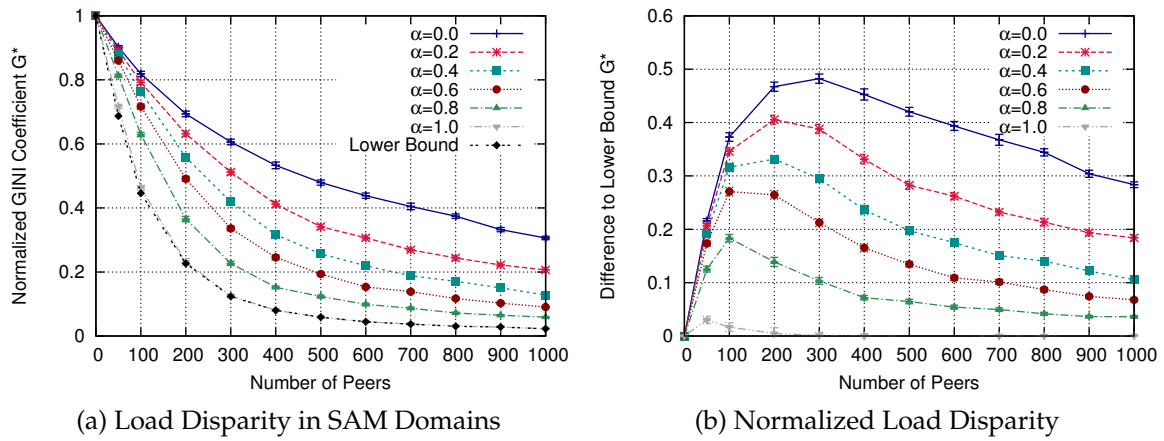 Normalized GINI Coefficient G*
1
0.8
0.6
0.4
0.2
0
0 100 200 300 400 500 600 700 800 900 1000
Number of Peers
α=0.0
α=0.2
α=0.4
α=0.6
α=0.8
α=1.0
Lower Bound
(a) Load Disparity in SAM Domains
Difference to Lower Bound G*
0.6
0.5
0.4
0.3
0.2
0.1
0
0 100 200 300 400 500 600 700 800 900 1000
Number of Peers
α=0.0
α=0.2
α=0.4
α=0.6
α=0.8
α=1.0
(b) Normalized Load Disparity